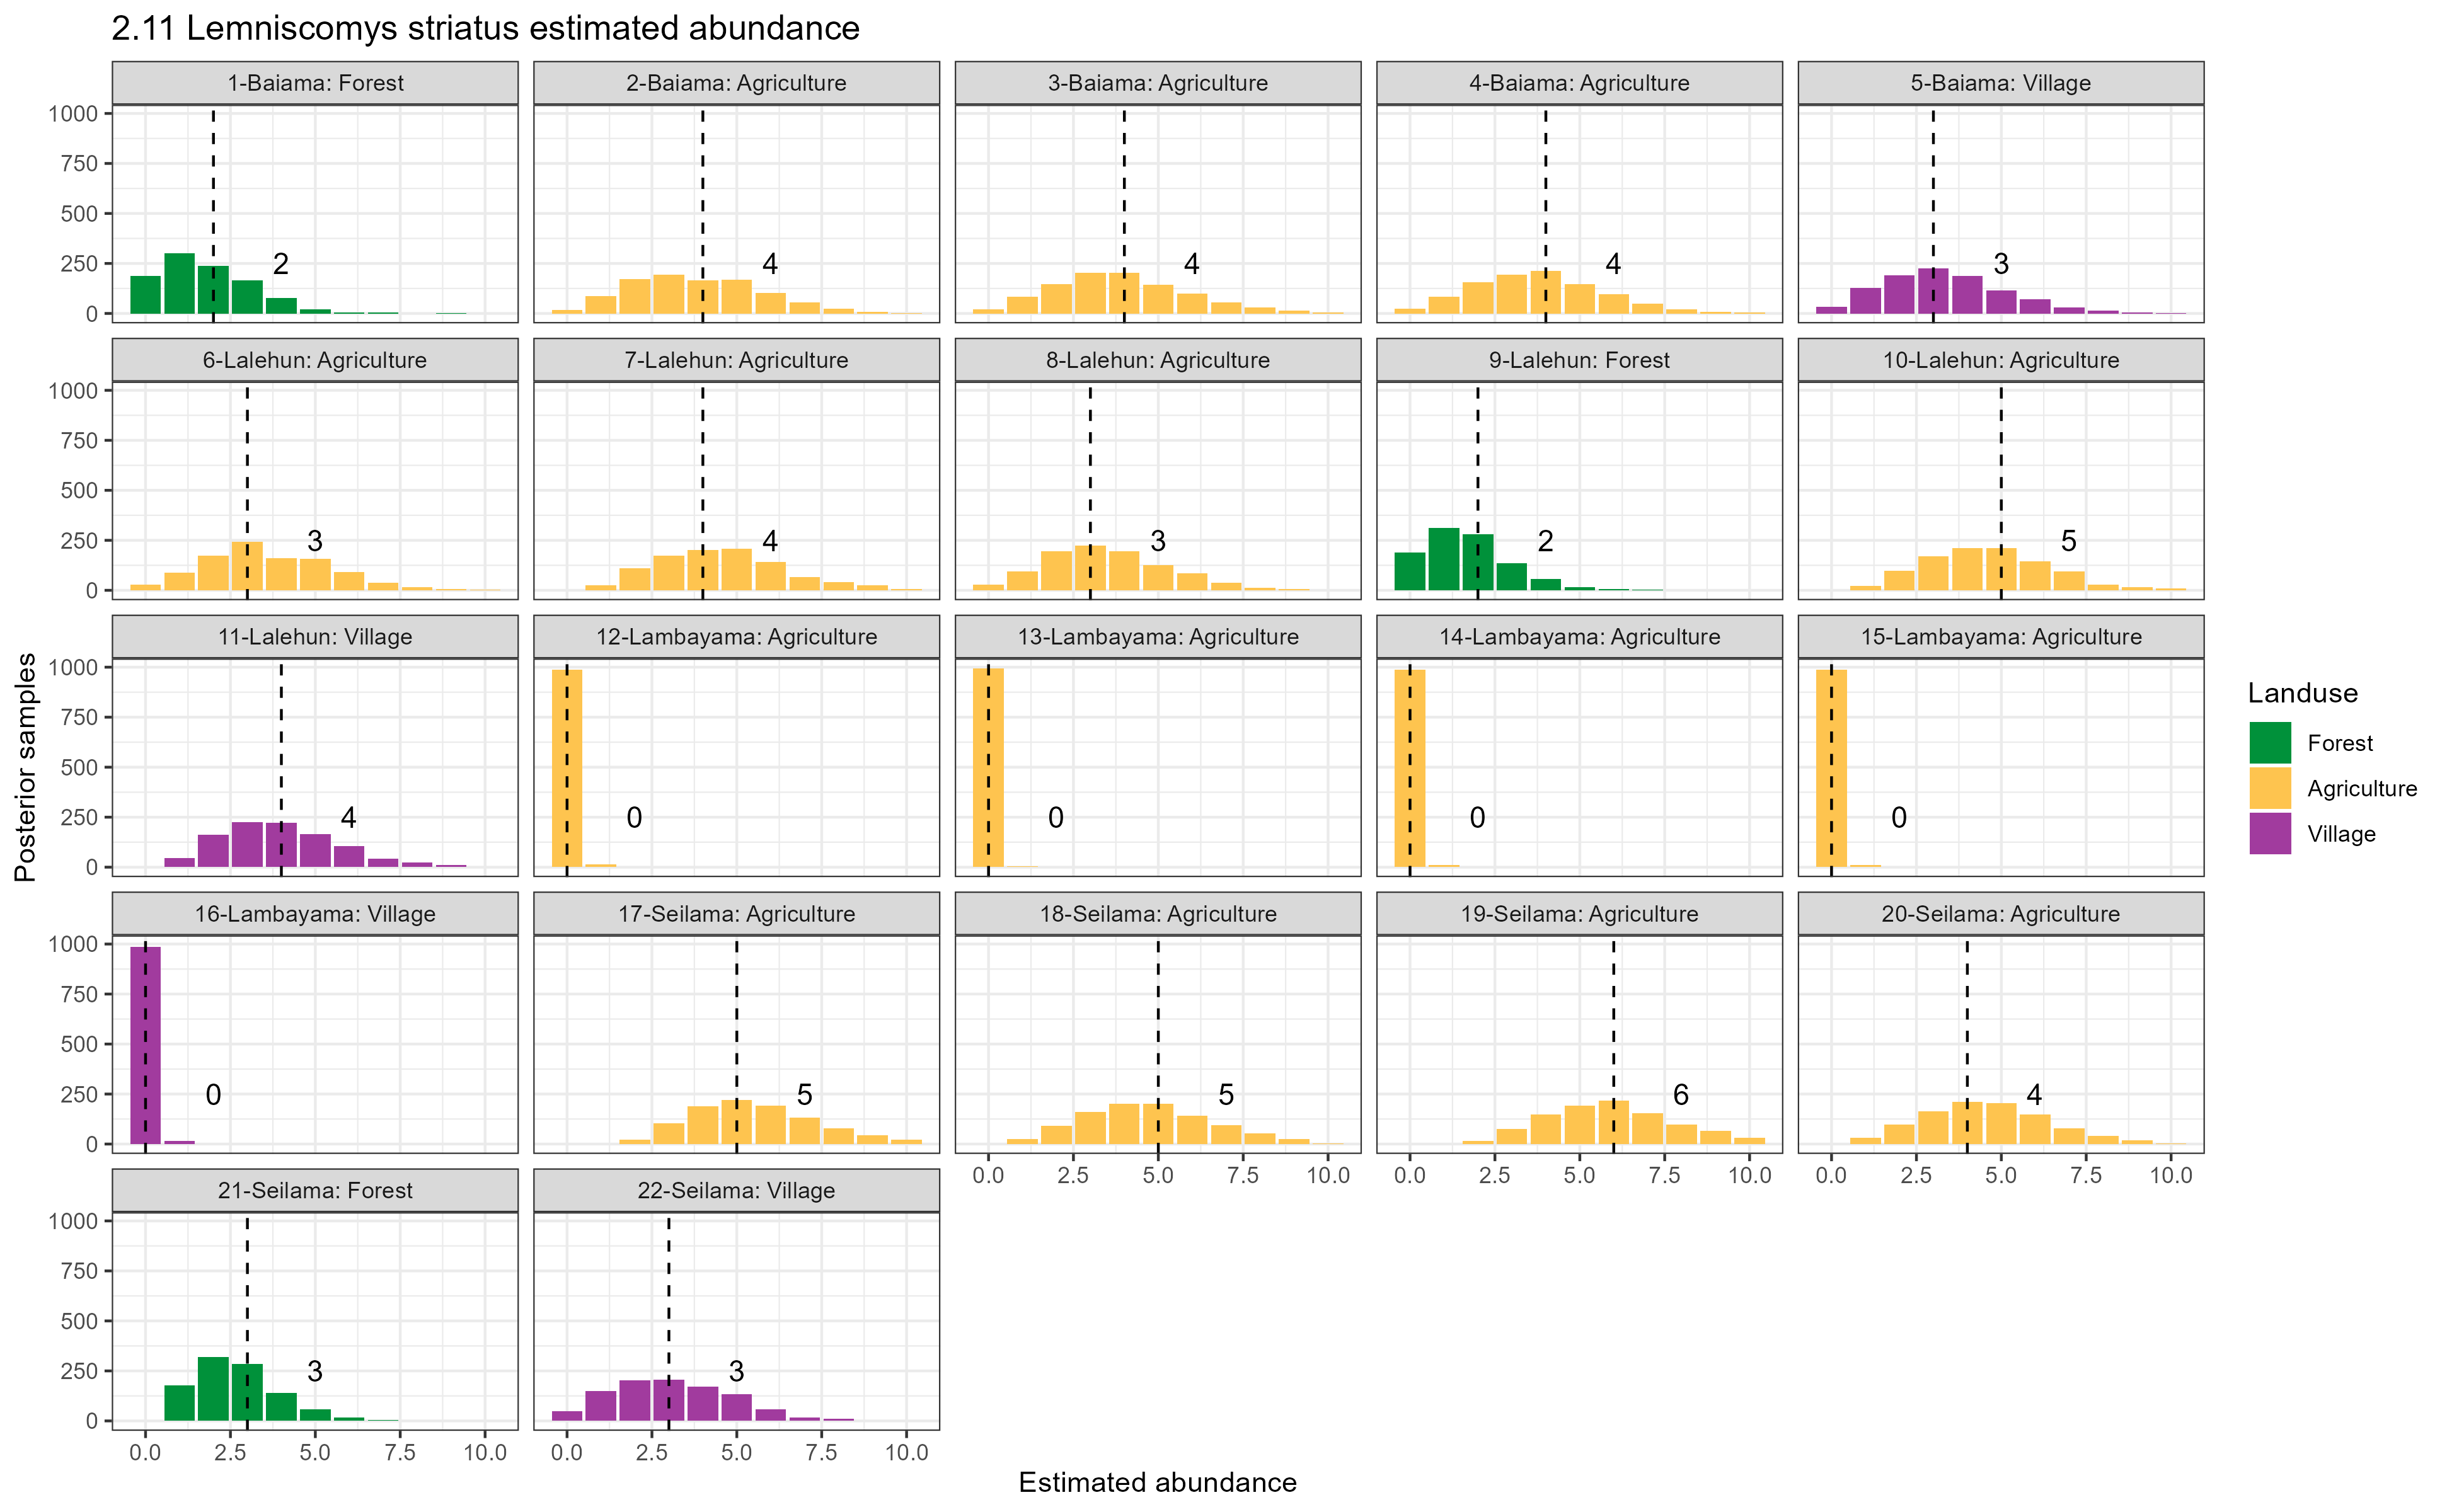 2.11 Lemniscomys striatus estimated abundance
1-Baiama: Forest
2-Baiama: Agriculture
3-Baiama: Agriculture
4-Baiama: Agriculture
5-Baiama: Village
1000
750
500
250
0
2
4
4
4
3
6-Lalehun: Agriculture
7-Lalehun: Agriculture
8-Lalehun: Agriculture
9-Lalehun: Forest
10-Lalehun: Agriculture
1000
750
500
250
0
3
4
3
2
5
11-Lalehun: Village
12-Lambayama: Agriculture
13-Lambayama: Agriculture
14-Lambayama: Agriculture
15-Lambayama: Agriculture
1000
750
500
250
0
4
0
0
0
0
16-Lambayama: Village
17-Seilama: Agriculture
18-Seilama: Agriculture
19-Seilama: Agriculture
20-Seilama: Agriculture
1000
750
500
250
0
0
5
5
6
4
0.0 2.5 5.0 7.5 10.0
0.0 2.5 5.0 7.5 10.0
0.0 2.5 5.0 7.5 10.0
21-Seilama: Forest
22-Seilama: Village
1000
750
500
250
0
3
3
0.0 2.5 5.0 7.5 10.0
0.0 2.5 5.0 7.5 10.0
Estimated abundance
Posterior samples
Landuse
Forest
Agriculture
Village